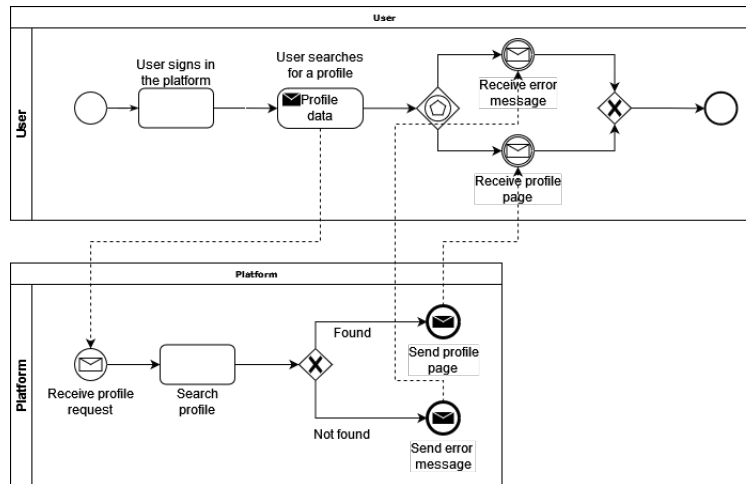 User
User
User signs in
the platform
User searches
for a profile
Profile
data
Receive error
message
Receive profile
page
Platform
Platform
Receive profile
request
Search
profile
Found
Not found
Send profile
page
Send error
message